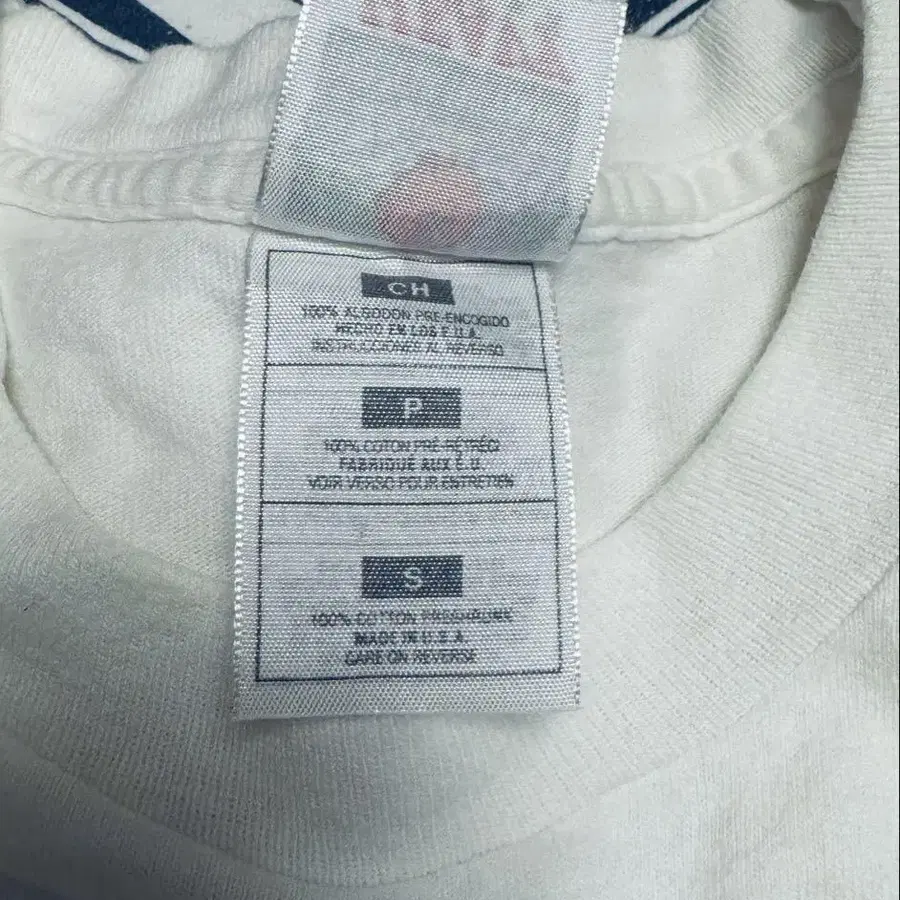 CH
100% ALGODON PRE-ENCOGIDO
HECHO EN LOS E.U.A.
INSTRUCCIONES AL REVERSO
P
100% COTON PRÉ-RÉTRÉCI
FABRIQUÉ AUX É.U.
VOIR VERSO POUR ENTRETIEN
S
100% COTTON PRESHRUNK
MADE IN U.S.A.
CARE ON REVERSE